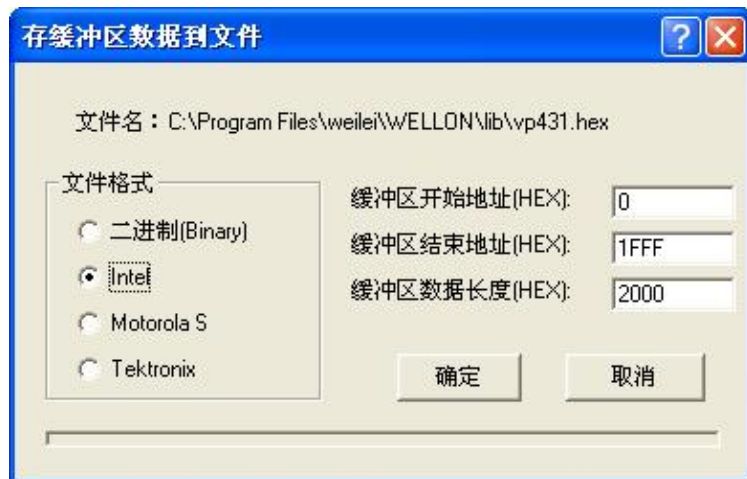 存缓冲区数据到文件
文件名：C:\Program Files\weilei\WELLON\lib\vp431.hex
文件格式
二进制(Binary)
Intel
Motorola S
Tektronix
缓冲区开始地址(HEX): 0
缓冲区结束地址(HEX): 1FFF
缓冲区数据长度(HEX): 2000
确定 取消